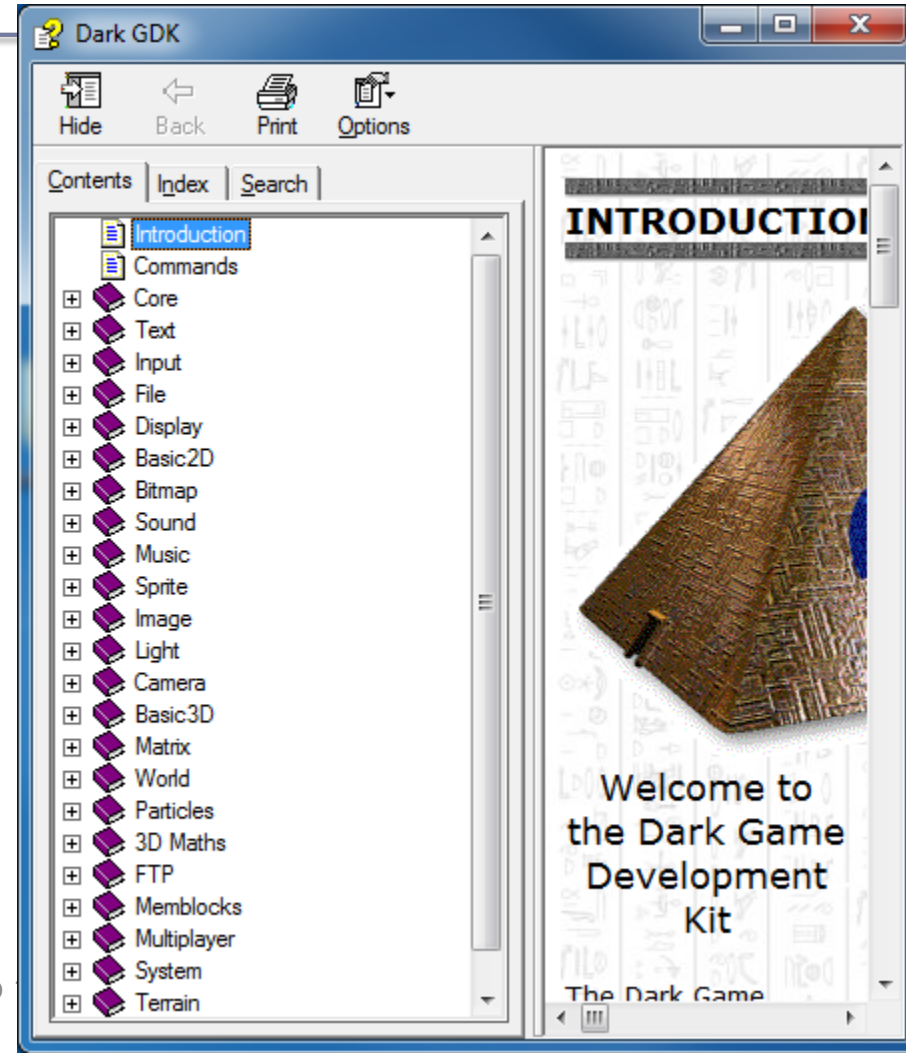 Dark GDK
Hide Back Print Options
Contents Index Search
Introduction
Commands
Core
Text
Input
File
Display
Basic2D
Bitmap
Sound
Music
Sprite
Image
Light
Camera
Basic3D
Matrix
World
Particles
3D Maths
FTP
Memblocks
Multiplayer
System
Terrain
INTRODUCTIO
Welcome to
the Dark Game
Development
Kit
The Dark Game